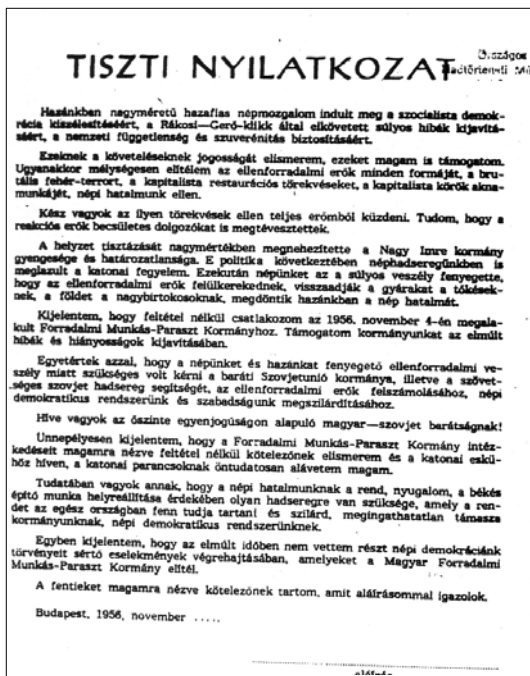 Országos
TISZTI NYILATKOZAT
Hazánkban nagyméretű hazafias népmozgalom indult meg a szocialista demok-
rácia kiszélesítéséért, a Rákosi—Gerő-klikk által elkövetett súlyos hibák kijavítá-
sáért, a nemzeti függetlenség és szuverénitás biztosításáért.
Ezeknek a követeléseknek jogosságát elismerem, ezeket magam is támogatom.
Ugyanakkor mélységesen elítélem az ellenforradalmi erők minden formáját, a bru-
tális fehér-terrort, a kapitalista restaurációs törekvéseket, a kapitalista körök akna-
munkáját, népi hatalmunk ellen.
Kész vagyok az ilyen törekvések ellen teljes erőmből küzdeni. Tudom, hogy a
reakciós erők becsületes dolgozókat is megtévesztettek.
A helyzet tisztázását nagymértékben megnehezítette a Nagy Imre kormány
gyengesége és határozatlansága. E politika következtében néphadseregünkben is
meglazult a katonai fegyelem. Ezekután népünket az a súlyos veszély fenyegette,
hogy az ellenforradalmi erők felülkerekednek, visszaadják a gyárakat a tőkések-
nek, a földet a nagybirtokosoknak, megdöntik hazánkban a nép hatalmát.
Kijelentem, hogy feltétel nélkül csatlakozom az 1956. november 4-én megala-
kult Forradalmi Munkás-Paraszt Kormányhoz. Támogatom kormányunkat az elmúlt
hibák és hiányosságok kijavításában.
Egyetértek azzal, hogy a népünket és hazánkat fenyegető ellenforradalmi ve-
szély miatt szükséges volt kérni a baráti Szovjetunió kormánya, illetve a szövet-
séges szovjet hadsereg segítségét, az ellenforradalmi erők felszámolásához, népi
demokratikus rendszerünk és szabadságunk megszilárdításához.
Híve vagyok az őszinte egyenjogúságon alapuló magyar—szovjet barátságnak!
Ünnepélyesen kijelentem, hogy a Forradalmi Munkás-Paraszt Kormány intéz-
kedéseit magamra nézve feltétel nélkül kötelezőnek elismerem és a katonai eskü-
höz híven, a katonai parancsoknak öntudatosan alávetem magam.
Tudatában vagyok annak, hogy a népi hatalmunknak a rend, nyugalom, a békés
építő munka helyreállítása érdekében olyan hadseregre van szüksége, amely a ren-
det az egész országban fenn tudja tartani és szilárd, megingathatatlan támasza
kormányunknak, népi demokratikus rendszerünknek.
Egyben kijelentem, hogy az elmúlt időben nem vettem részt népi demokráciánk
törvényeit sértő cselekmények végrehajtásában, amelyeket a Magyar Forradalmi
Munkás-Paraszt Kormány elítél.
A fentieket magamra nézve kötelezőnek tartom, amit aláírásommal igazolok.
Budapest, 1956, november .....
aláírás